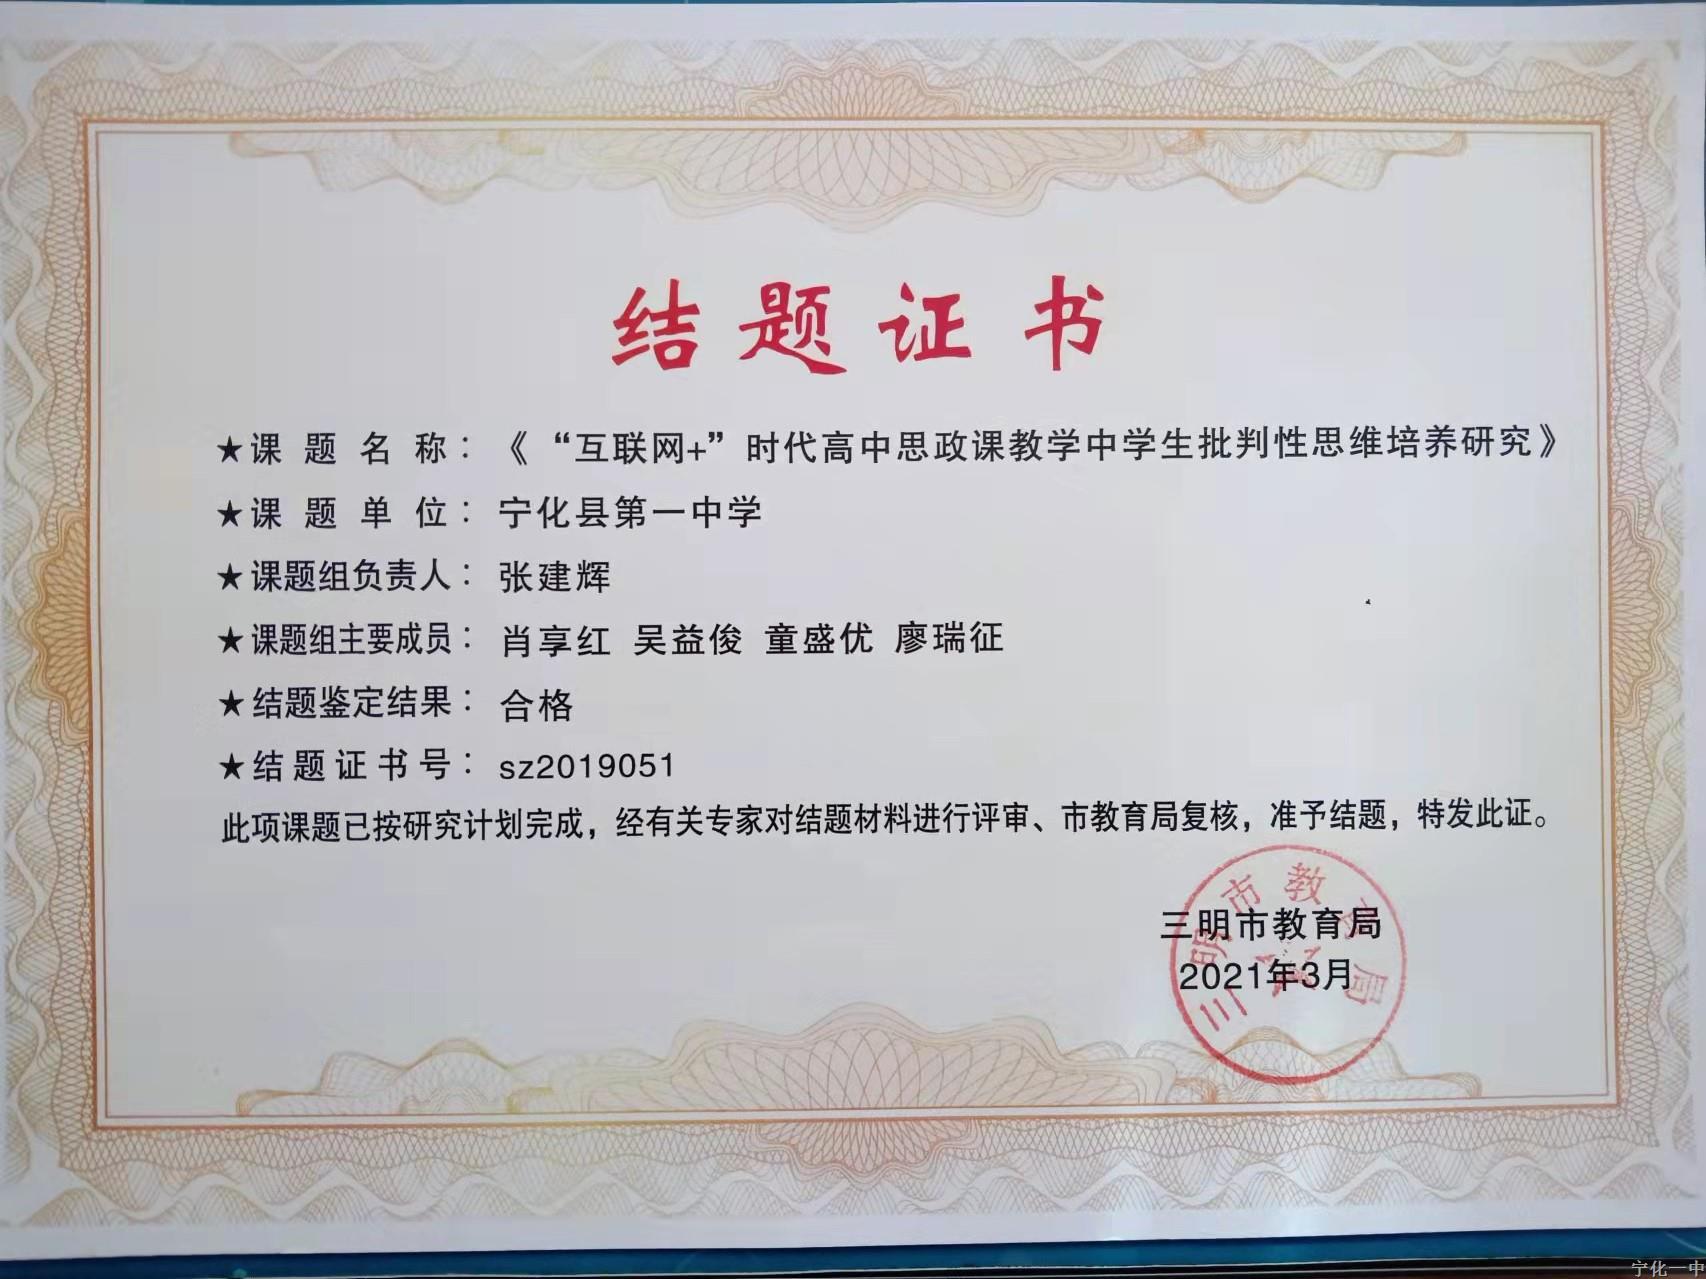 结题证书
★课题名称：《“互联网+”时代高中思政课教学中学生批判性思维培养研究》
★课题单位：宁化县第一中学
★课题组负责人：张建辉
★课题组主要成员：肖享红 吴益俊 童盛优 廖瑞征
★结题鉴定结果：合格
★结题证书号：sz2019051
此项课题已按研究计划完成，经有关专家对结题材料进行评审、市教育局复核，准予结题，特发此证。
三明市教育局
2021年3月
三明市教育局
宁化一中